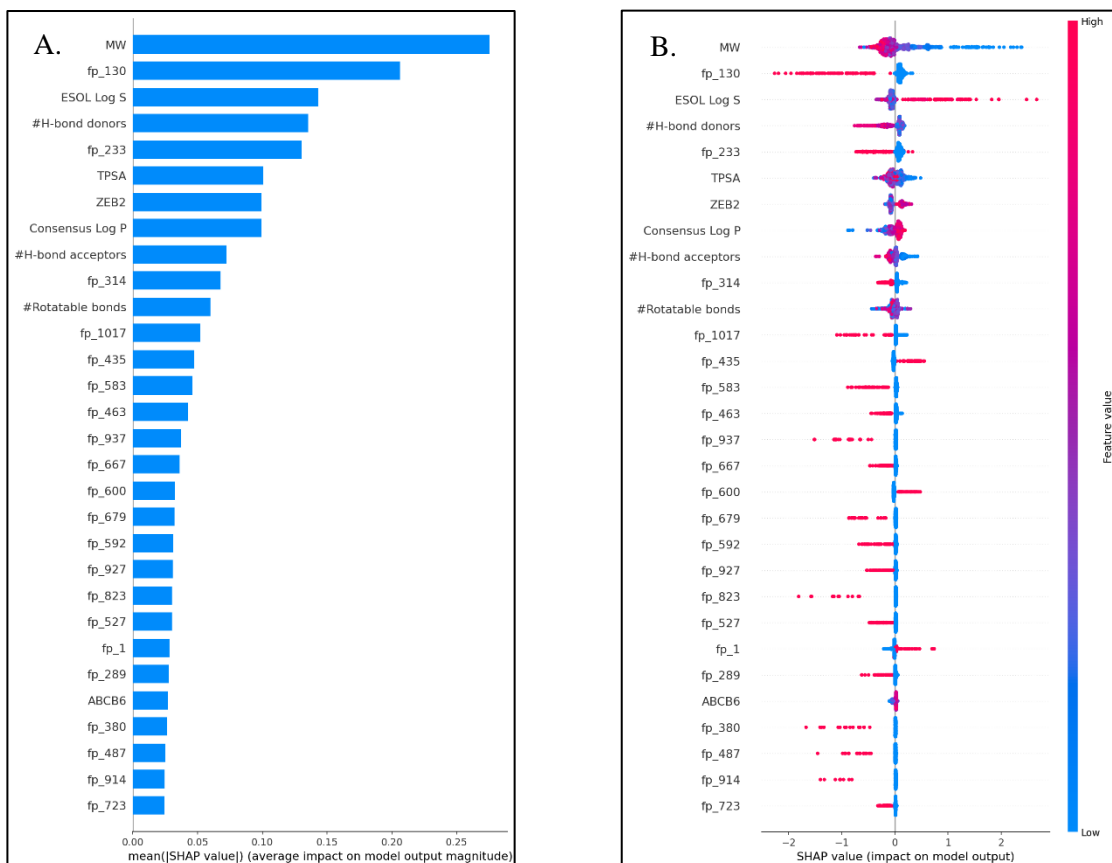 A.
MW
fp_130
ESOL Log S
#H-bond donors
fp_233
TPSA
ZEB2
Consensus Log P
#H-bond acceptors
fp_314
#Rotatable bonds
fp_1017
fp_435
fp_583
fp_463
fp_937
fp_667
fp_600
fp_679
fp_592
fp_927
fp_823
fp_527
fp_1
fp_289
ABCB6
fp_380
fp_487
fp_914
fp_723
0.00 0.05 0.10 0.15 0.20 0.25
mean(|SHAP value|) (average impact on model output magnitude)
B.
High
MW
fp_130
ESOL Log S
#H-bond donors
fp_233
TPSA
ZEB2
Consensus Log P
#H-bond acceptors
fp_314
#Rotatable bonds
fp_1017
fp_435
fp_583
fp_463
fp_937
fp_667
fp_600
fp_679
fp_592
fp_927
fp_823
fp_527
fp_1
fp_289
ABCB6
fp_380
fp_487
fp_914
fp_723
Feature value
Low
−2 −1 0 1 2
SHAP value (impact on model output)